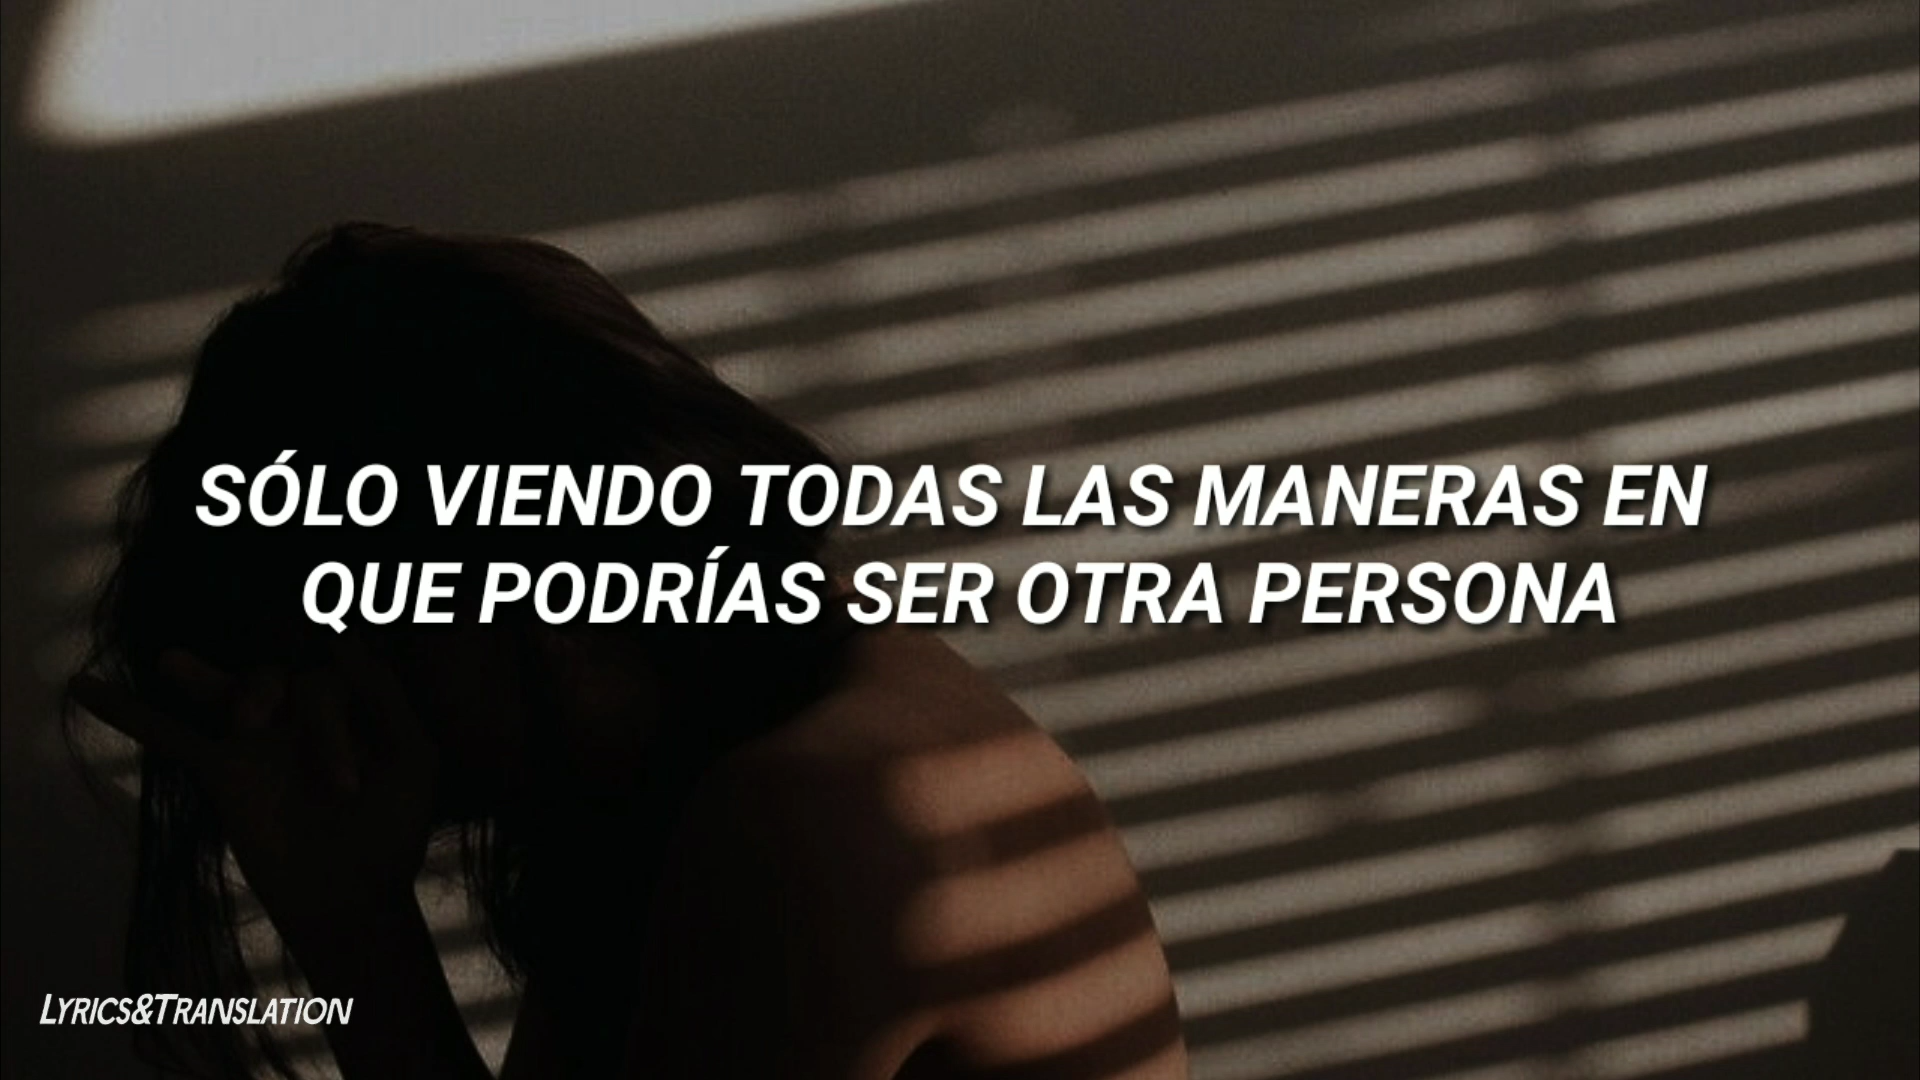 SÓLO VIENDO TODAS LAS MANERAS EN
QUE PODRÍAS SER OTRA PERSONA
LYRICS&TRANSLATION